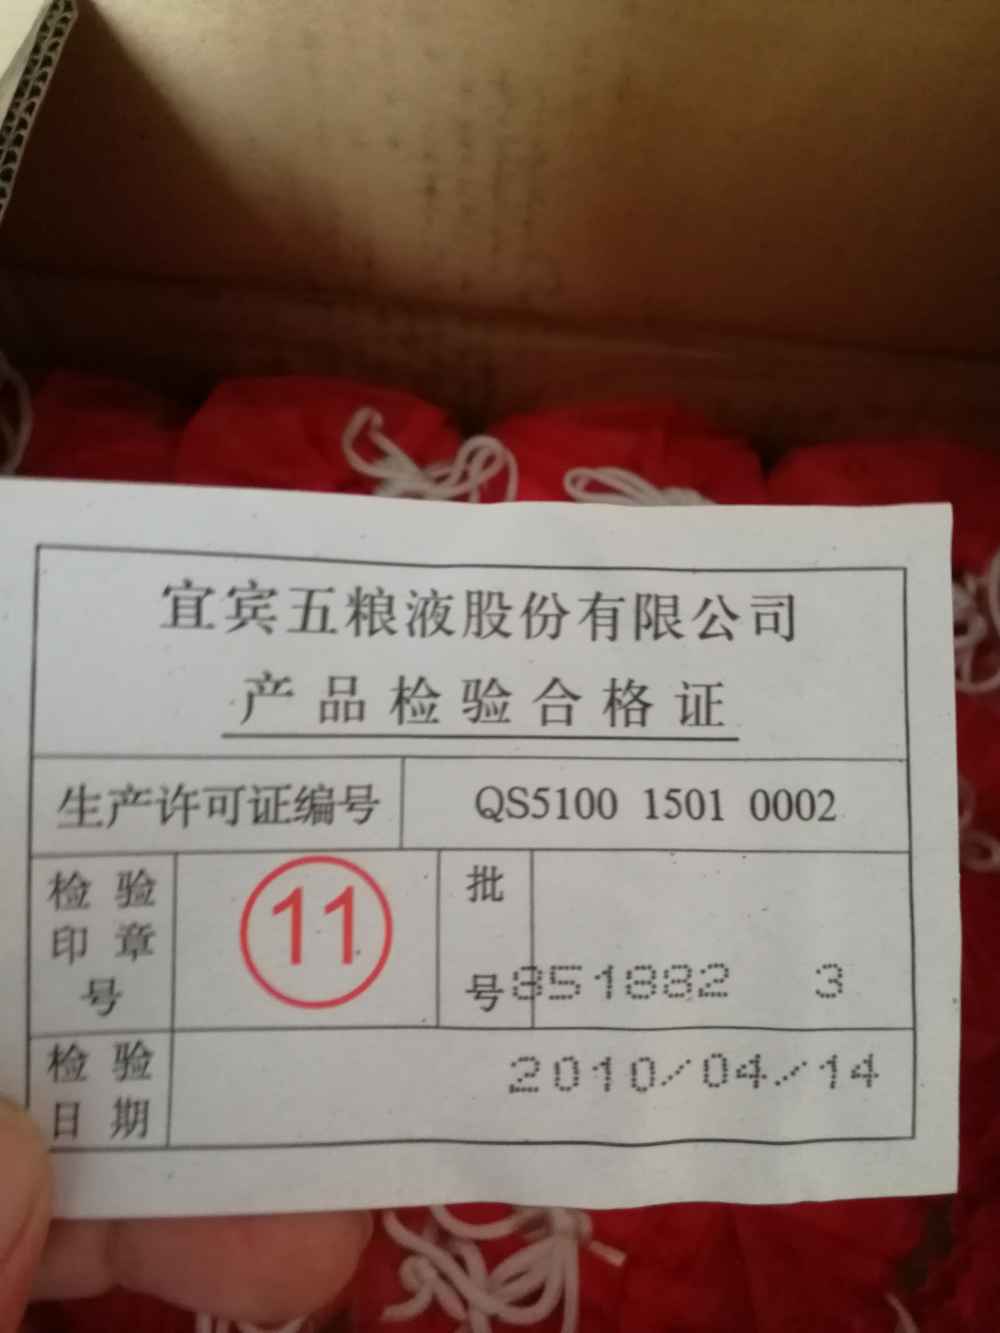 宜宾五粮液股份有限公司
产品检验合格证
生产许可证编号 QS5100 1501 0002
检验印章号 11 批号 851882 3
检验日期 2010/04/14